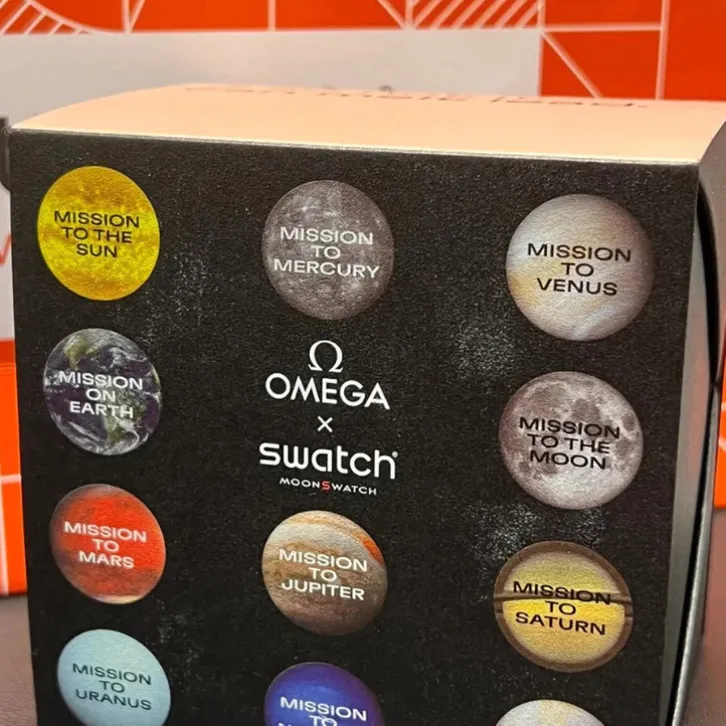 MISSION
TO THE
SUN
MISSION
TO
MERCURY
MISSION
TO
VENUS
MISSION
ON
EARTH
Ω
OMEGA
×
swatch
MOONSWATCH
MISSION
TO THE
MOON
MISSION
TO
MARS
MISSION
TO
JUPITER
MISSION
TO
SATURN
MISSION
TO
URANUS
MISSION
TO